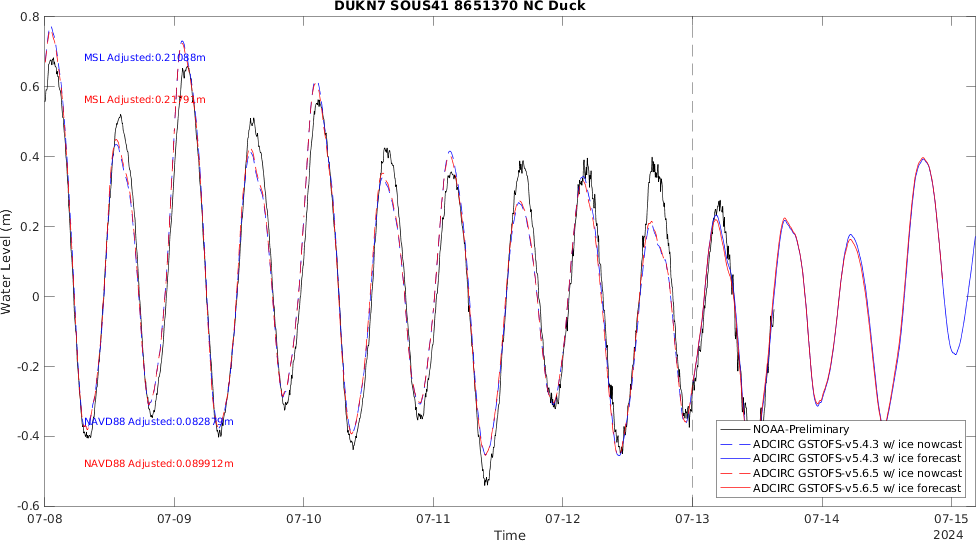 DUKN7 SOUS41 8651370 NC Duck
0.8
0.6
0.4
0.2
0
-0.2
-0.4
-0.6
Water Level (m)
MSL Adjusted:0.21088m
MSL Adjusted:0.21791m
NAVD88 Adjusted:0.082879m
NAVD88 Adjusted:0.089912m
NOAA-Preliminary
ADCIRC GSTOFS-v5.4.3 w/ ice nowcast
ADCIRC GSTOFS-v5.4.3 w/ ice forecast
ADCIRC GSTOFS-v5.6.5 w/ ice nowcast
ADCIRC GSTOFS-v5.6.5 w/ ice forecast
07-08 07-09 07-10 07-11 07-12 07-13 07-14 07-15
Time
2024